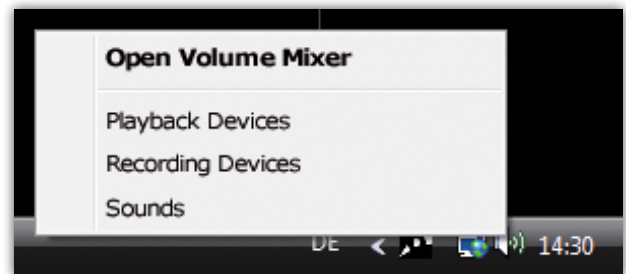 Open Volume Mixer
Playback Devices
Recording Devices
Sounds
DE 14:30